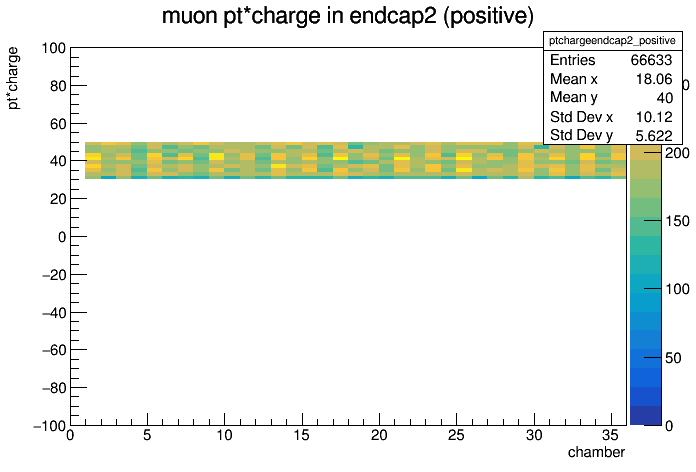 muon pt*charge in endcap2 (positive)
ptchargeendcap2_positive
Entries 66633
Mean x 18.06
Mean y 40
Std Dev x 10.12
Std Dev y 5.622
pt*charge
100
80
60
40
20
0
−20
−40
−60
−80
−100
0 5 10 15 20 25 30 35
chamber
200
150
100
50
0